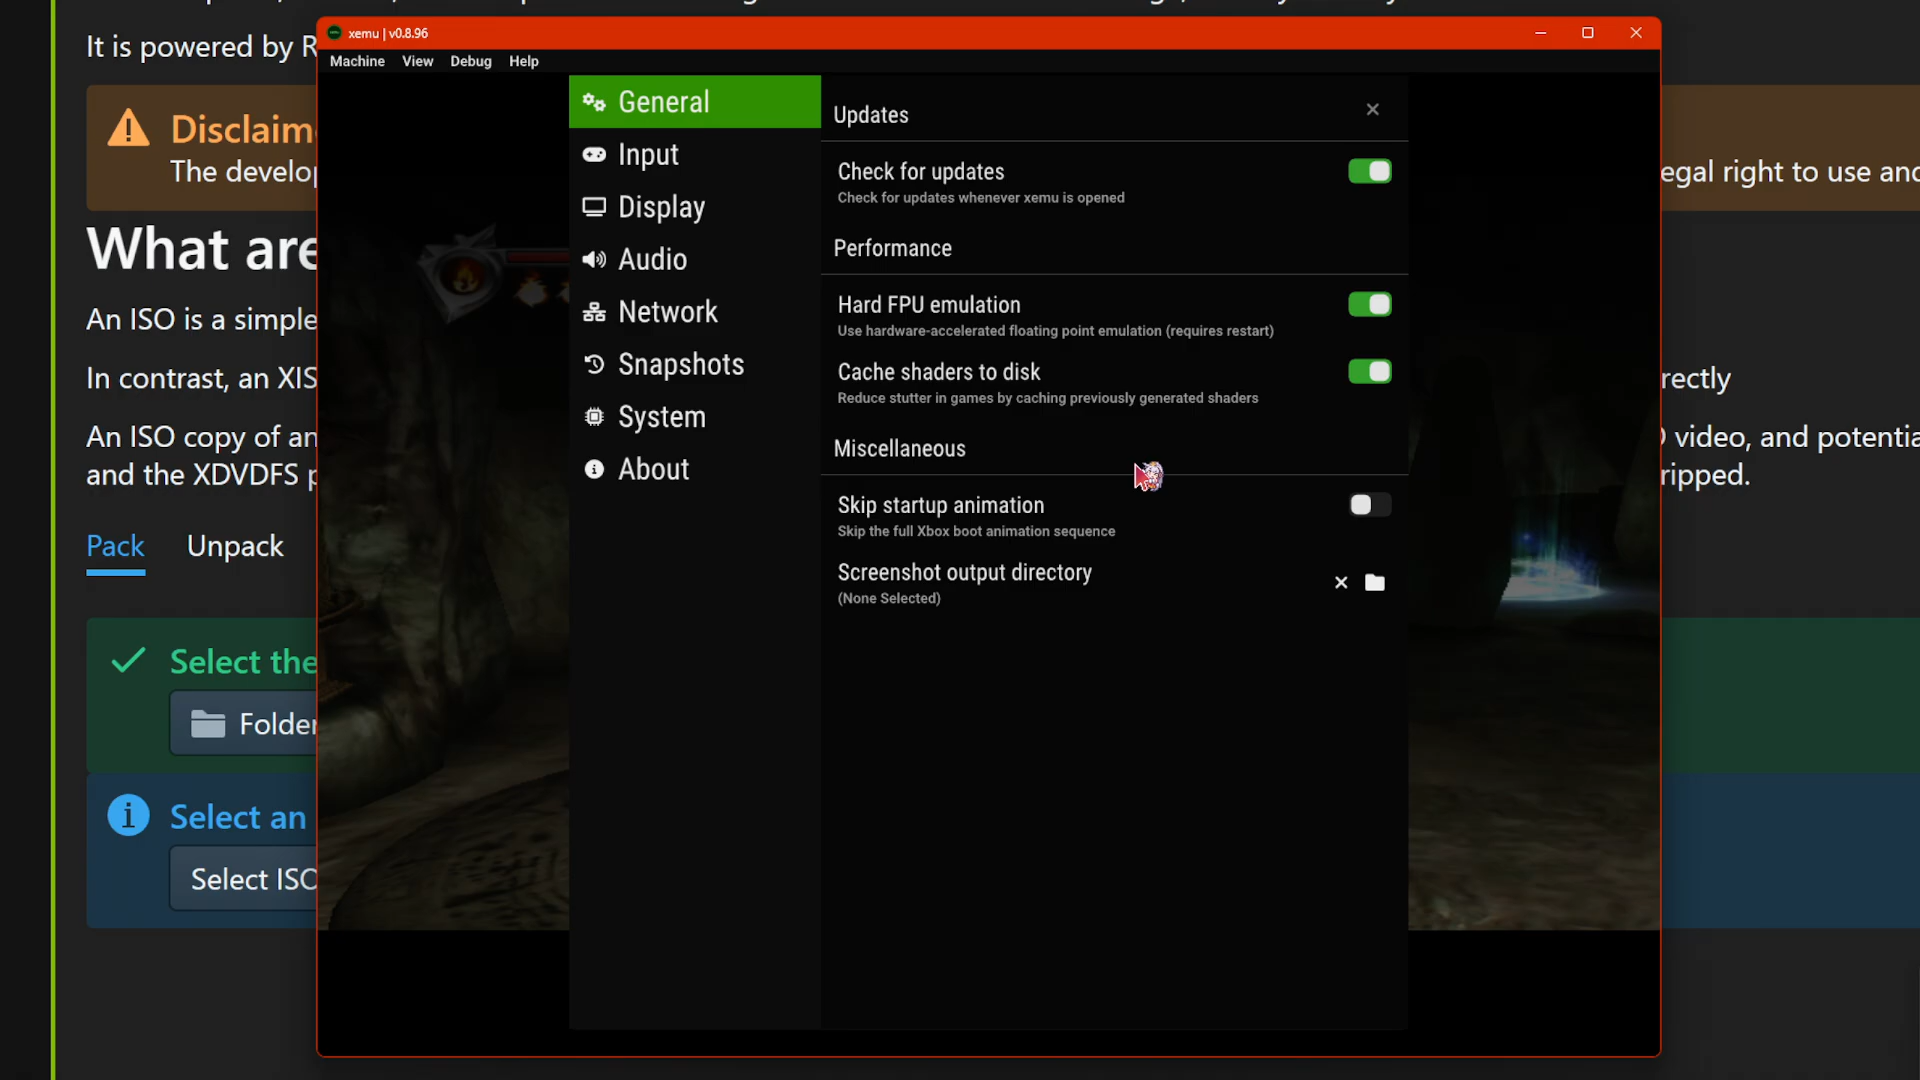 It is powered by R
Disclaim
The develop
egal right to use and
What are
An ISO is a simple
In contrast, an XIS
rectly
An ISO copy of an
video, and potentia
and the XDVDFS p
ripped.
Pack
Unpack
Select the
Folder
Select an
Select ISO
xemu | v0.8.96
Machine
View
Debug
Help
General
Input
Display
Audio
Network
Snapshots
System
About
Updates
Check for updates
Check for updates whenever xemu is opened
Performance
Hard FPU emulation
Use hardware-accelerated floating point emulation (requires restart)
Cache shaders to disk
Reduce stutter in games by caching previously generated shaders
Miscellaneous
Skip startup animation
Skip the full Xbox boot animation sequence
Screenshot output directory
(None Selected)